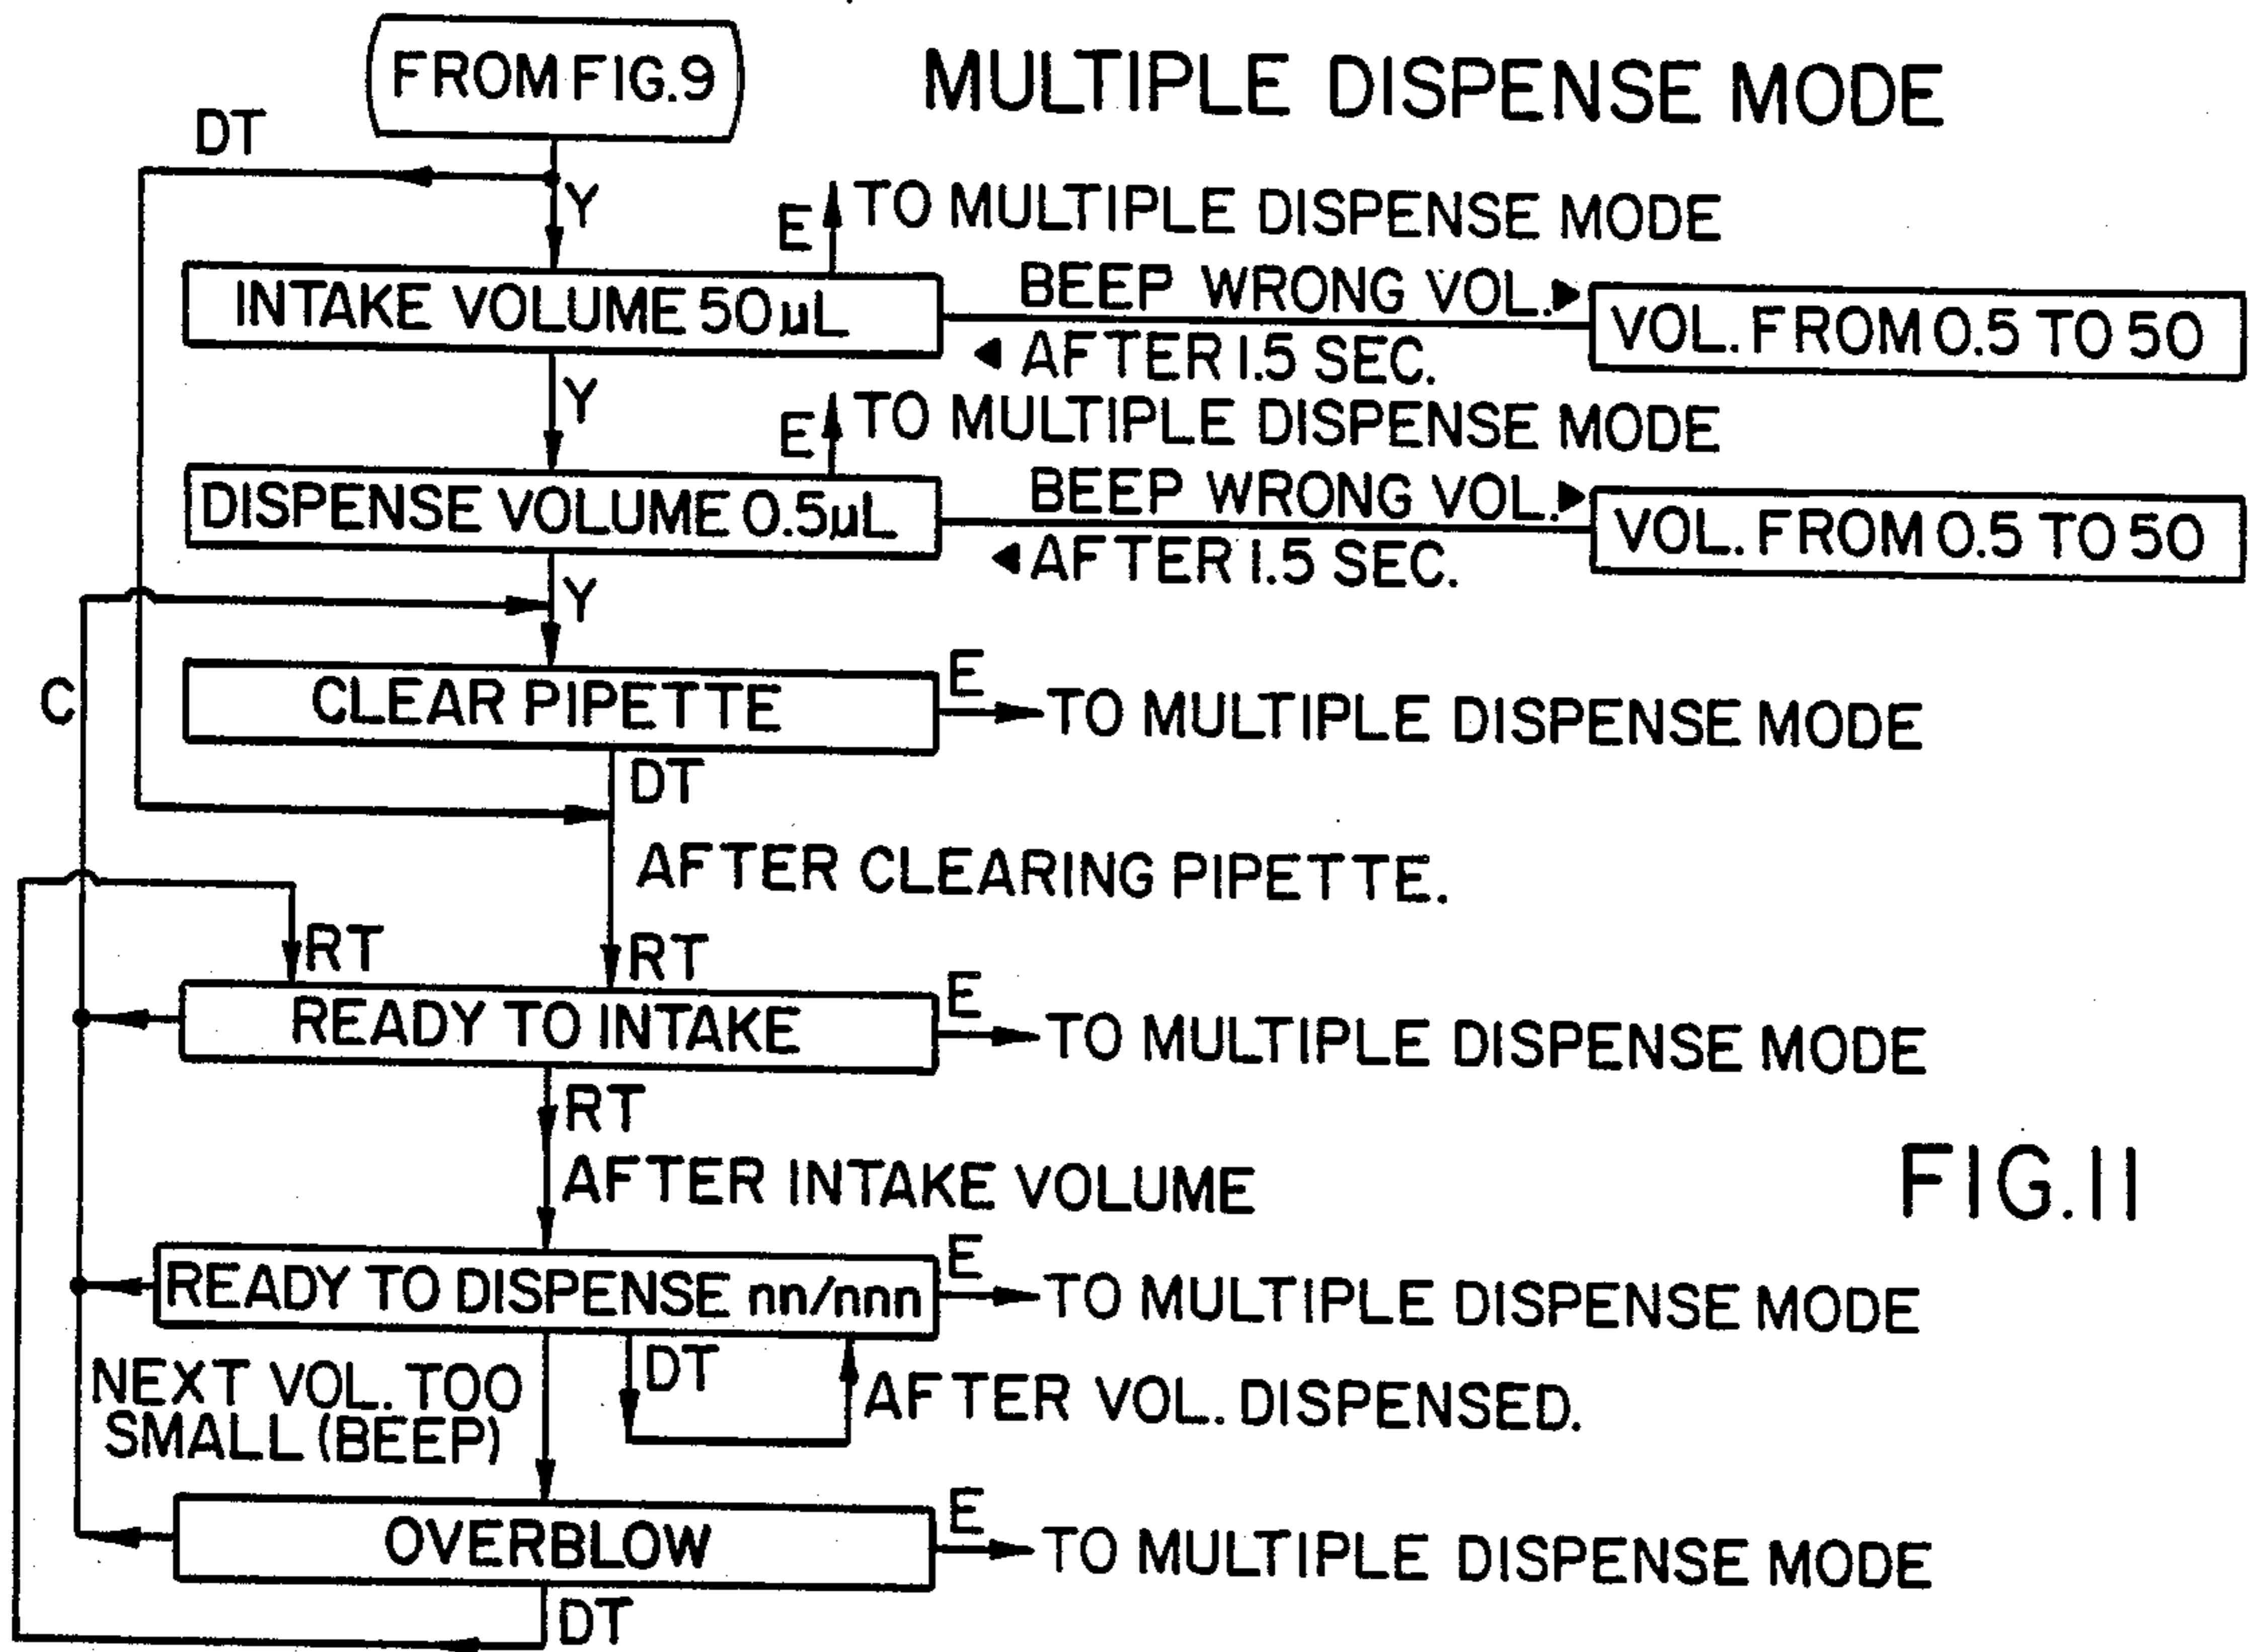 FROM FIG.9
MULTIPLE DISPENSE MODE
DT
Y
E
TO MULTIPLE DISPENSE MODE
INTAKE VOLUME 50µL
BEEP WRONG VOL.
AFTER 1.5 SEC.
VOL. FROM 0.5 TO 50
Y
E
TO MULTIPLE DISPENSE MODE
DISPENSE VOLUME 0.5µL
BEEP WRONG VOL.
AFTER 1.5 SEC.
VOL. FROM 0.5 TO 50
Y
C
CLEAR PIPETTE
E
TO MULTIPLE DISPENSE MODE
DT
AFTER CLEARING PIPETTE.
RT
RT
READY TO INTAKE
E
TO MULTIPLE DISPENSE MODE
RT
AFTER INTAKE VOLUME
FIG.11
READY TO DISPENSE nn/nnn
E
TO MULTIPLE DISPENSE MODE
NEXT VOL. TOO
SMALL (BEEP)
DT
AFTER VOL. DISPENSED.
OVERBLOW
E
TO MULTIPLE DISPENSE MODE
DT